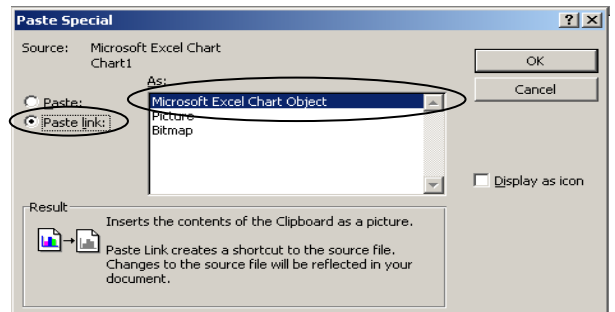 Paste Special
Source: Microsoft Excel Chart
Chart1
OK
As:
Cancel
Paste:
Microsoft Excel Chart Object
Paste link:
Picture
Bitmap
Display as icon
Result
Inserts the contents of the Clipboard as a picture.
Paste Link creates a shortcut to the source file.
Changes to the source file will be reflected in your
document.